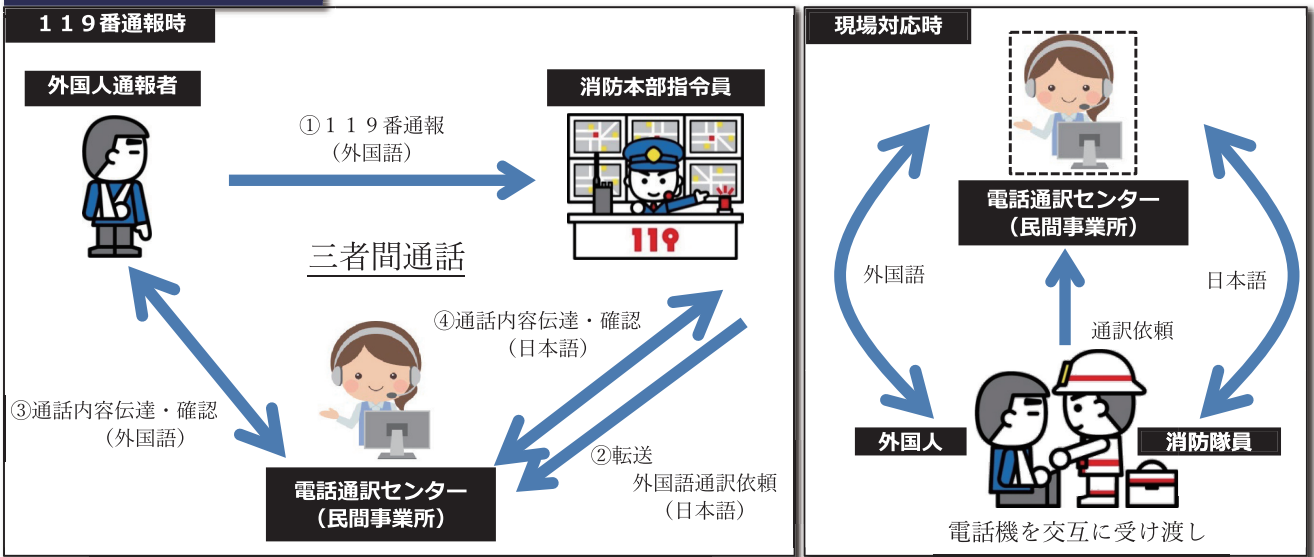 １１９番通報時
外国人通報者
消防本部指令員
①１１９番通報
（外国語）
119
三者間通話
④通話内容伝達・確認
（日本語）
③通話内容伝達・確認
（外国語）
②転送
外国語通訳依頼
（日本語）
電話通訳センター
（民間事業所）
現場対応時
電話通訳センター
（民間事業所）
外国語
日本語
通訳依頼
外国人
消防隊員
電話機を交互に受け渡し